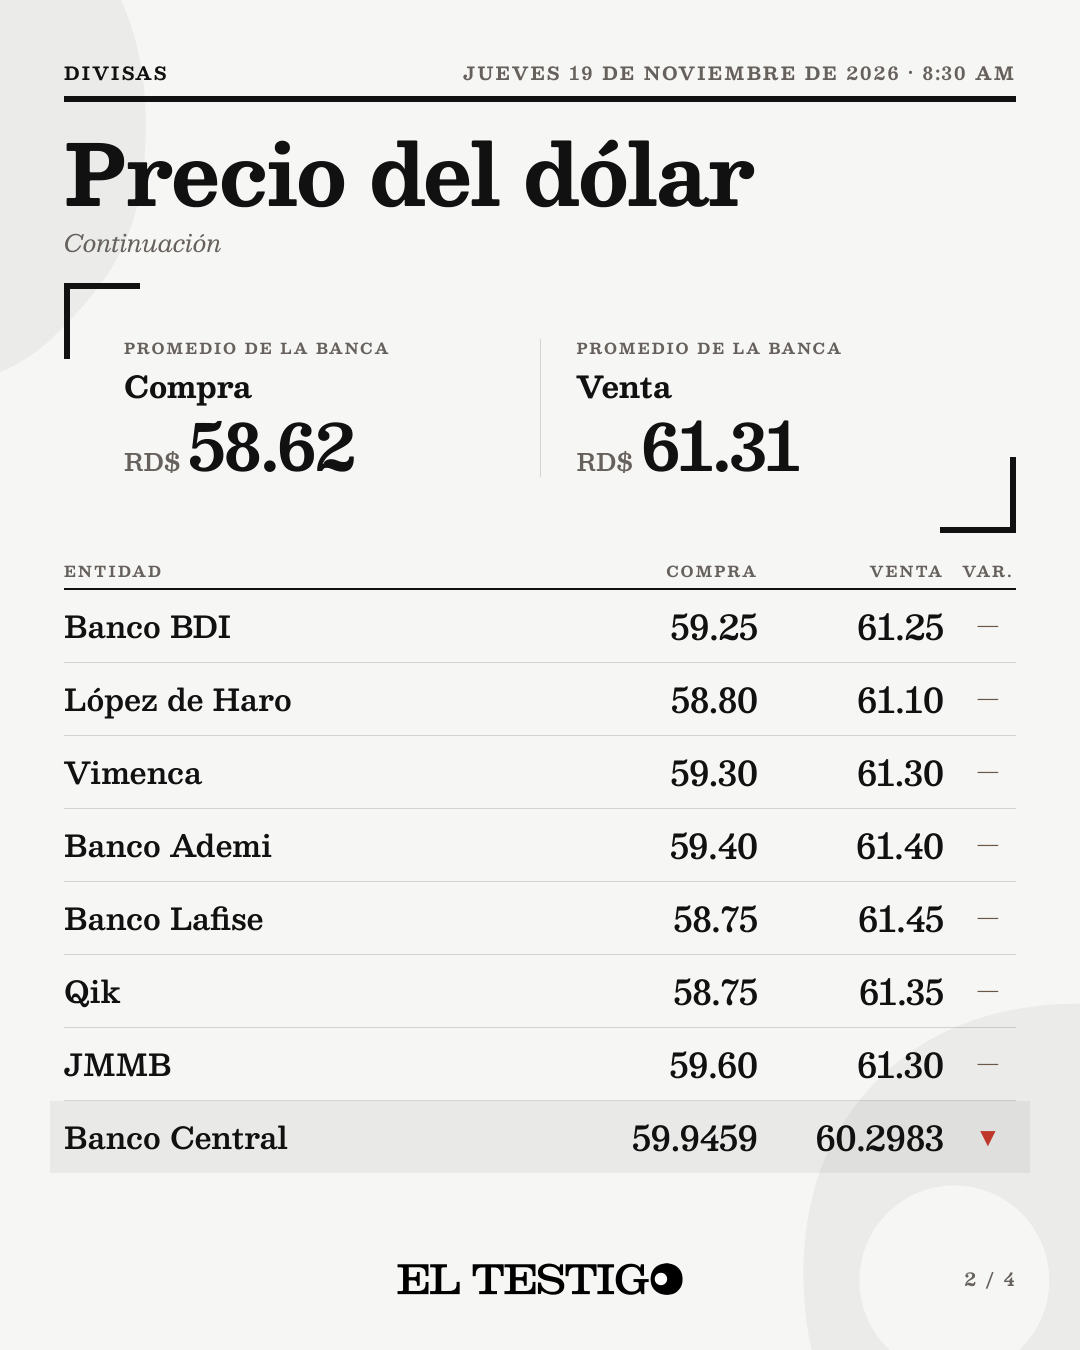 DIVISAS
JUEVES 19 DE NOVIEMBRE DE 2026 · 8:30 AM
Precio del dólar
Continuación
PROMEDIO DE LA BANCA
Compra
RD$ 58.62
PROMEDIO DE LA BANCA
Venta
RD$ 61.31
ENTIDAD COMPRA VENTA VAR.
Banco BDI 59.25 61.25 —
López de Haro 58.80 61.10 —
Vimenca 59.30 61.30 —
Banco Ademi 59.40 61.40 —
Banco Lafise 58.75 61.45 —
Qik 58.75 61.35 —
JMMB 59.60 61.30 —
Banco Central 59.9459 60.2983 ▼
EL TESTIGO
2 / 4